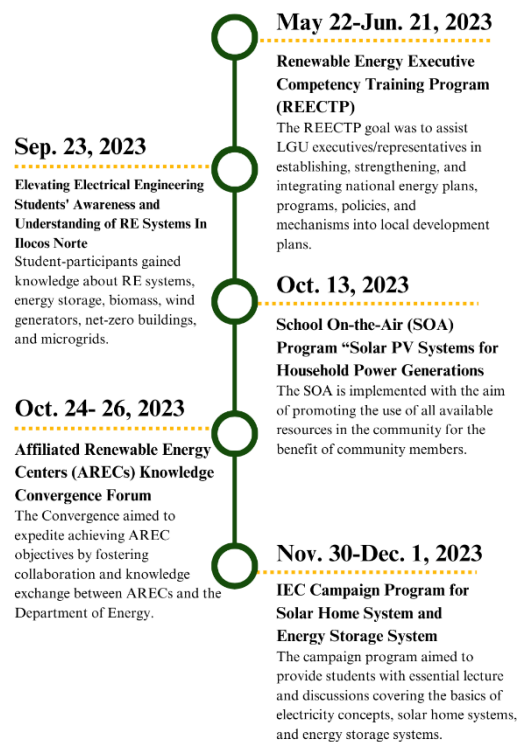 May 22-Jun. 21, 2023
Renewable Energy Executive
Competency Training Program
(REECTP)
The REECTP goal was to assist
LGU executives/representatives in
establishing, strengthening, and
integrating national energy plans,
programs, policies, and
mechanisms into local development
plans.
Sep. 23, 2023
Elevating Electrical Engineering
Students' Awareness and
Understanding of RE Systems In
Ilocos Norte
Student-participants gained
knowledge about RE systems,
energy storage, biomass, wind
generators, net-zero buildings,
and microgrids.
Oct. 13, 2023
School On-the-Air (SOA)
Program “Solar PV Systems for
Household Power Generations
The SOA is implemented with the aim
of promoting the use of all available
resources in the community for the
benefit of community members.
Oct. 24- 26, 2023
Affiliated Renewable Energy
Centers (ARECs) Knowledge
Convergence Forum
The Convergence aimed to
expedite achieving AREC
objectives by fostering
collaboration and knowledge
exchange between ARECs and the
Department of Energy.
Nov. 30-Dec. 1, 2023
IEC Campaign Program for
Solar Home System and
Energy Storage System
The campaign program aimed to
provide students with essential lecture
and discussions covering the basics of
electricity concepts, solar home systems,
and energy storage systems.